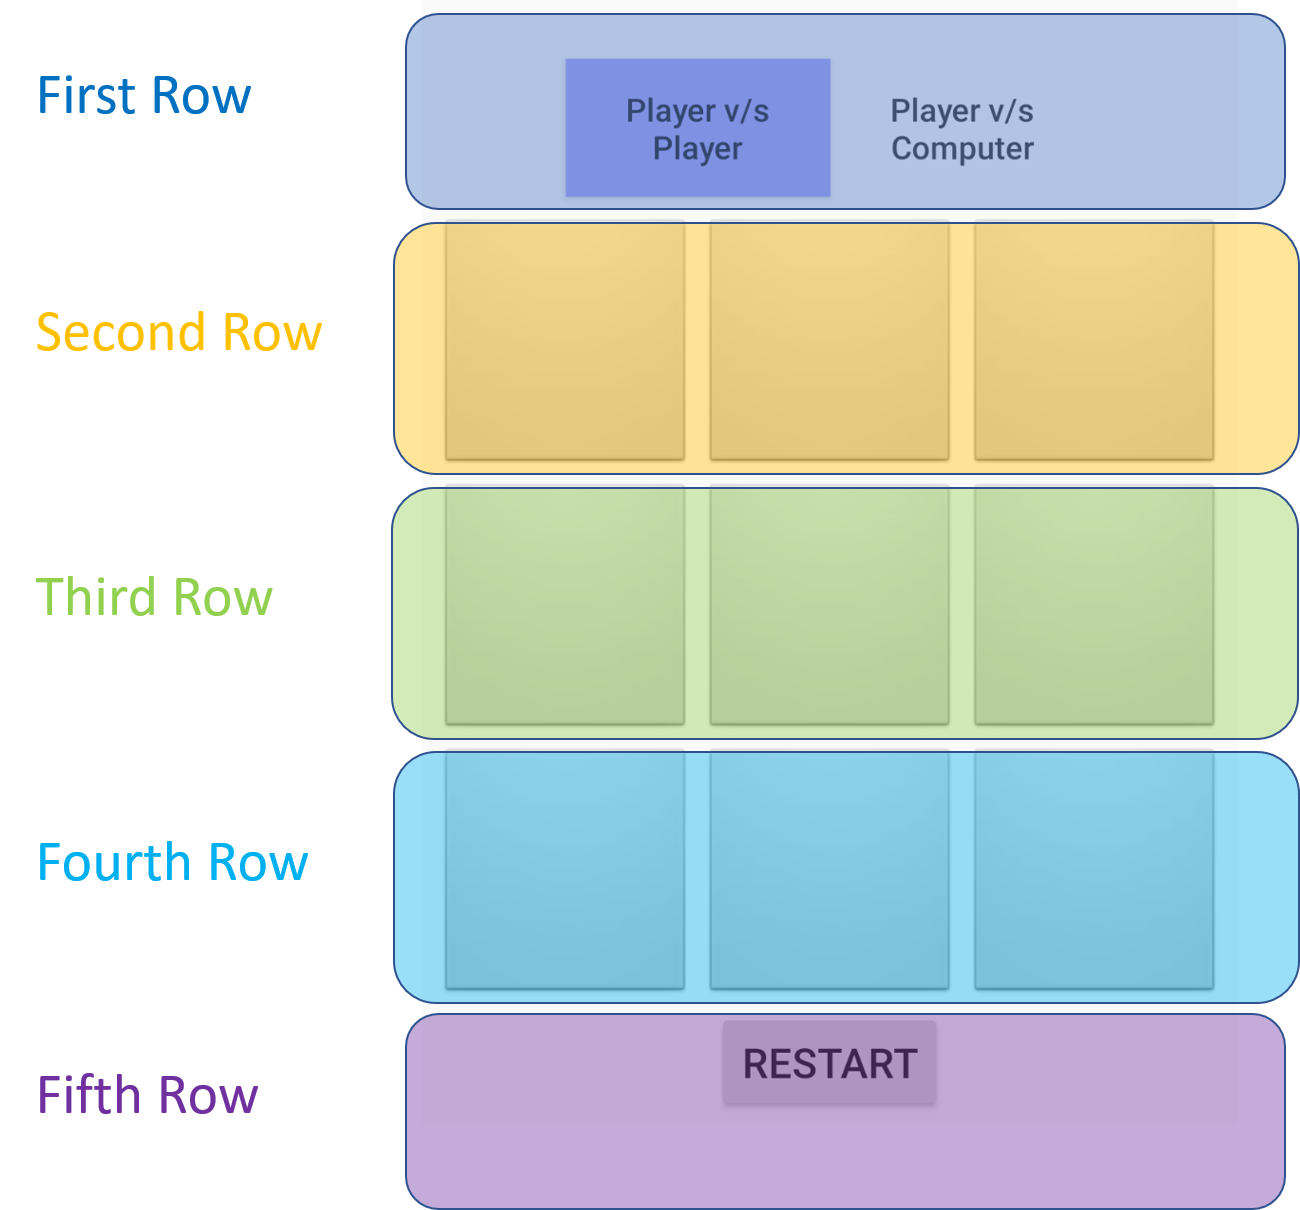 First Row
Player v/s
Player
Player v/s
Computer
Second Row
Third Row
Fourth Row
RESTART
Fifth Row